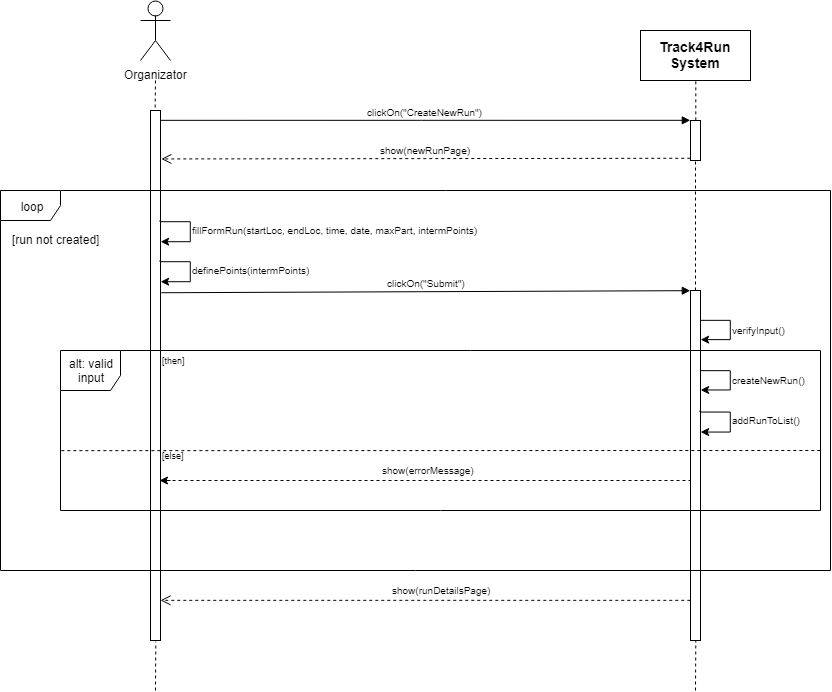 Organizator
Track4Run
System
clickOn("CreateNewRun")
show(newRunPage)
loop
[run not created]
fillFormRun(startLoc, endLoc, time, date, maxPart, intermPoints)
definePoints(intermPoints)
clickOn("Submit")
verifyInput()
alt: valid
input
[then]
createNewRun()
addRunToList()
[else]
show(errorMessage)
show(runDetailsPage)